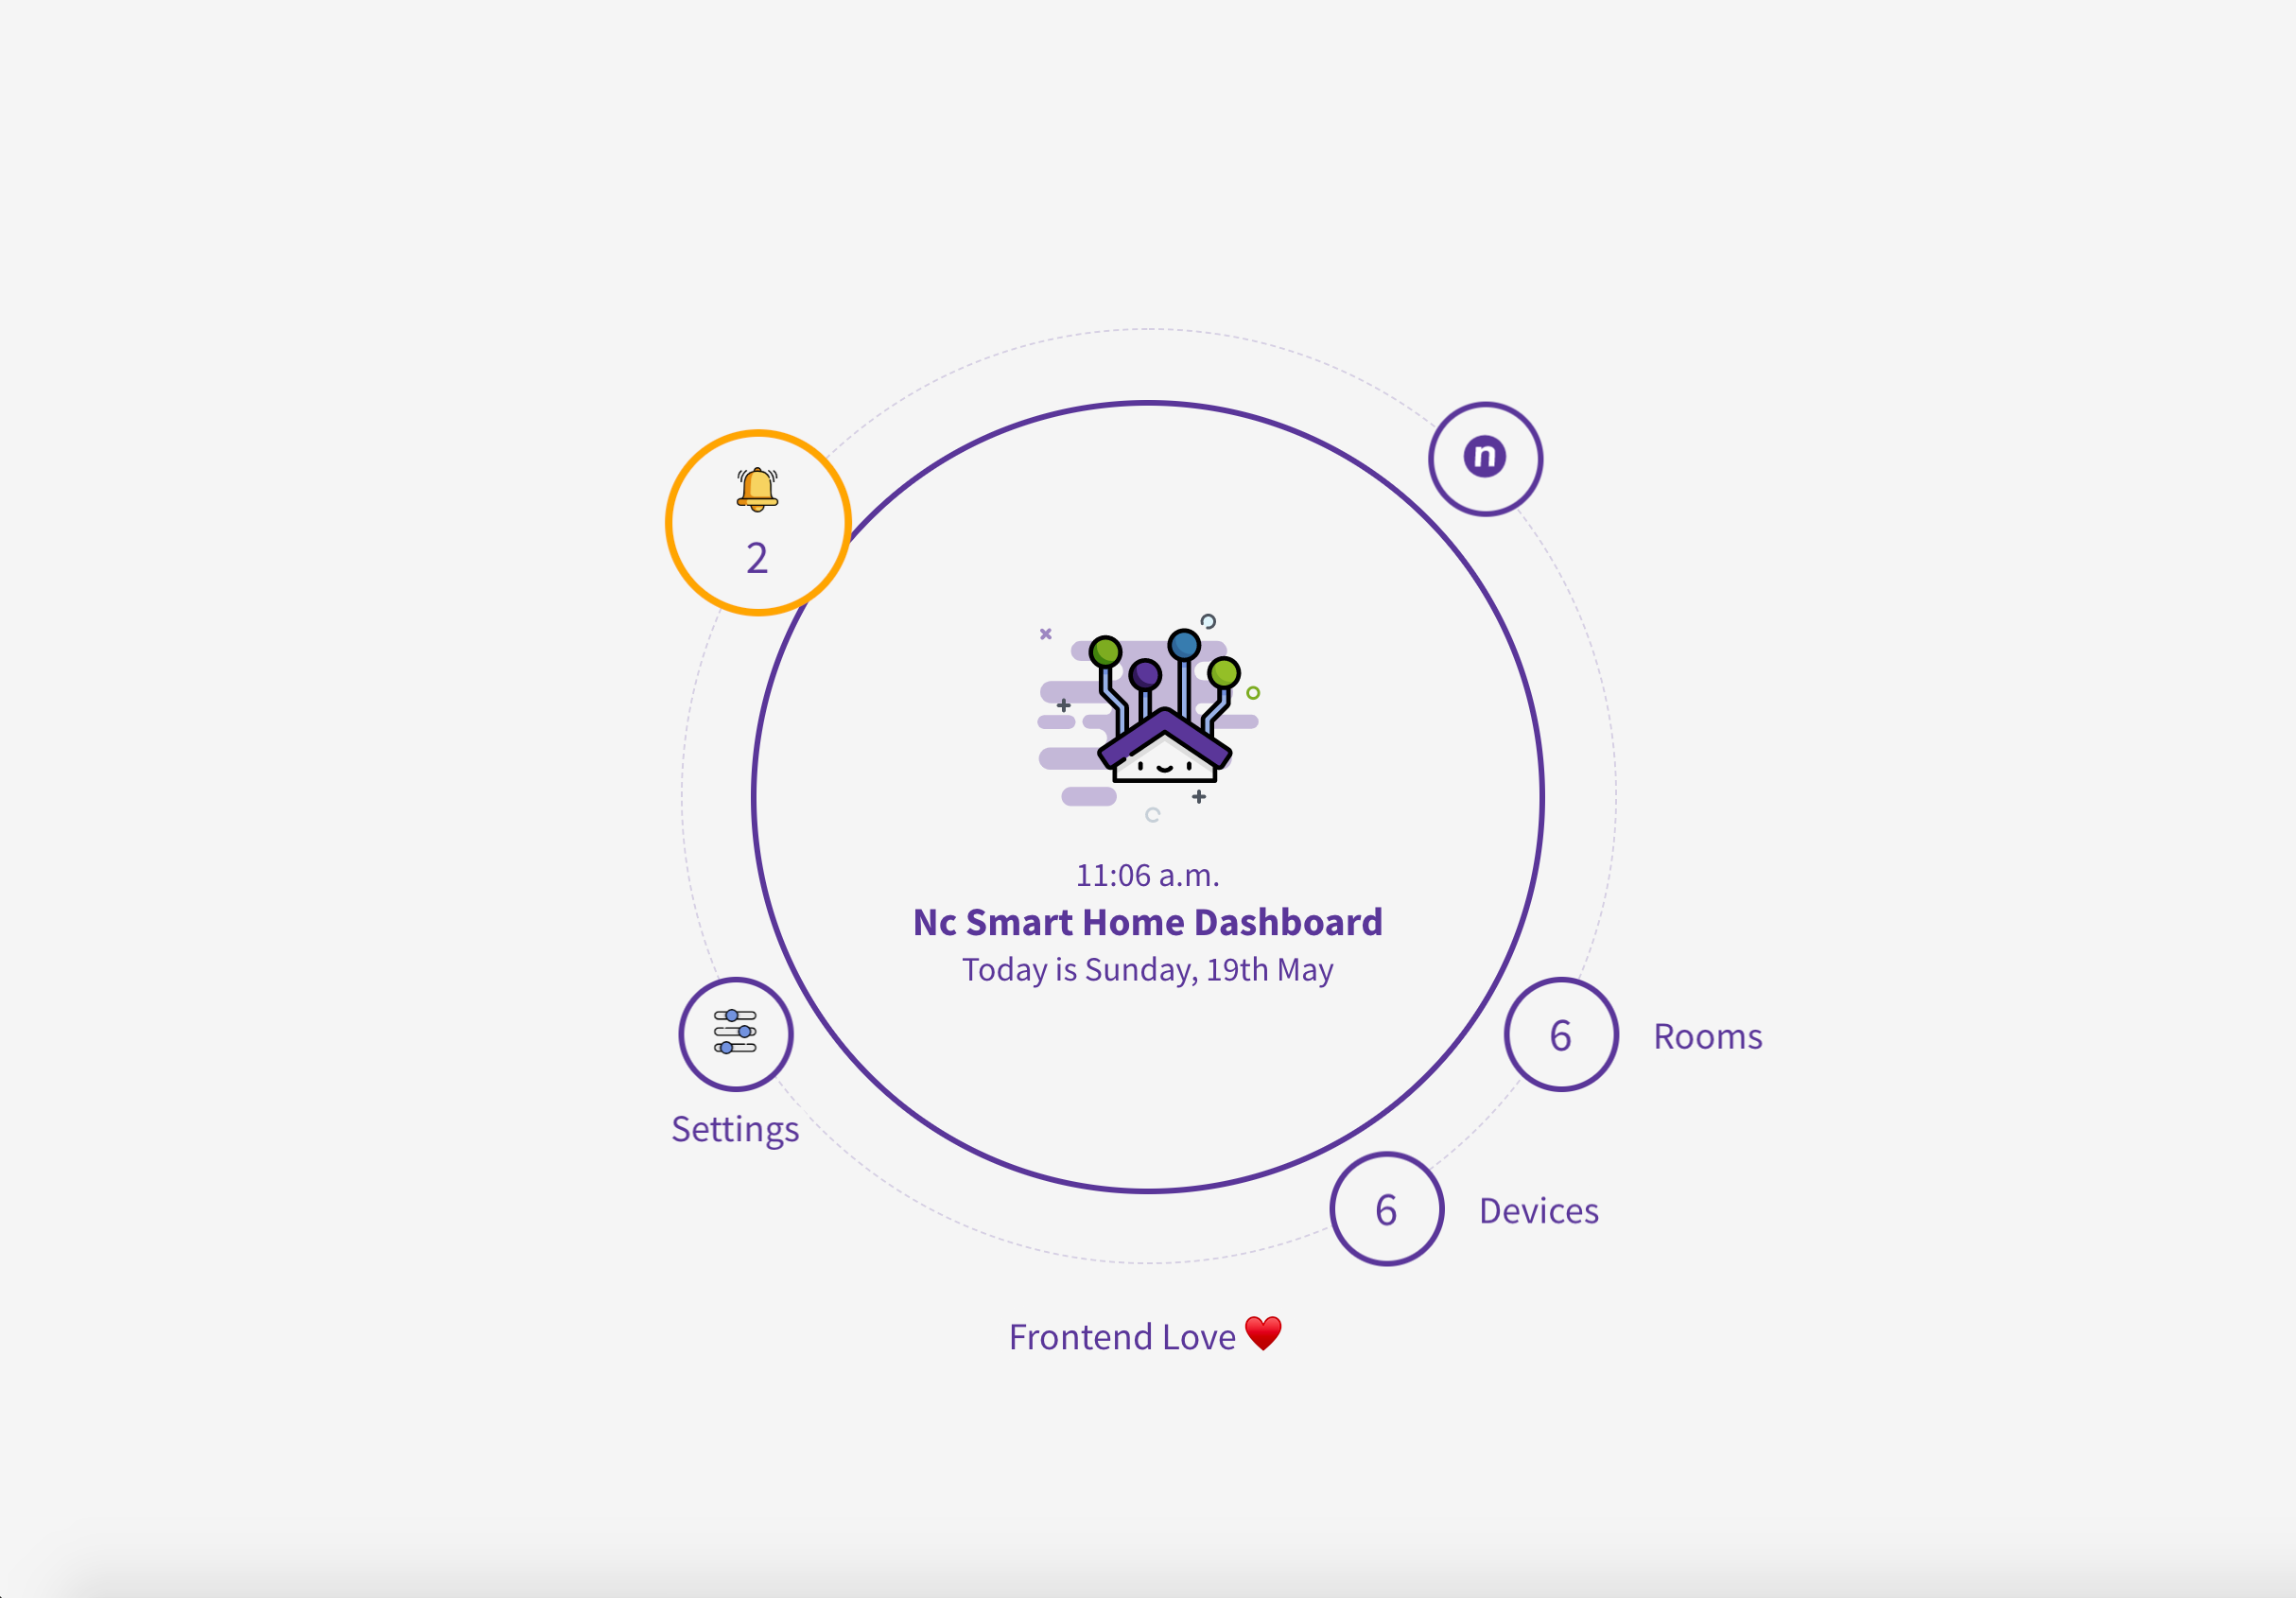 n
2
11:06 a.m.
Nc Smart Home Dashboard
Today is Sunday, 19th May
6 Rooms
Settings
6 Devices
Frontend Love ❤️